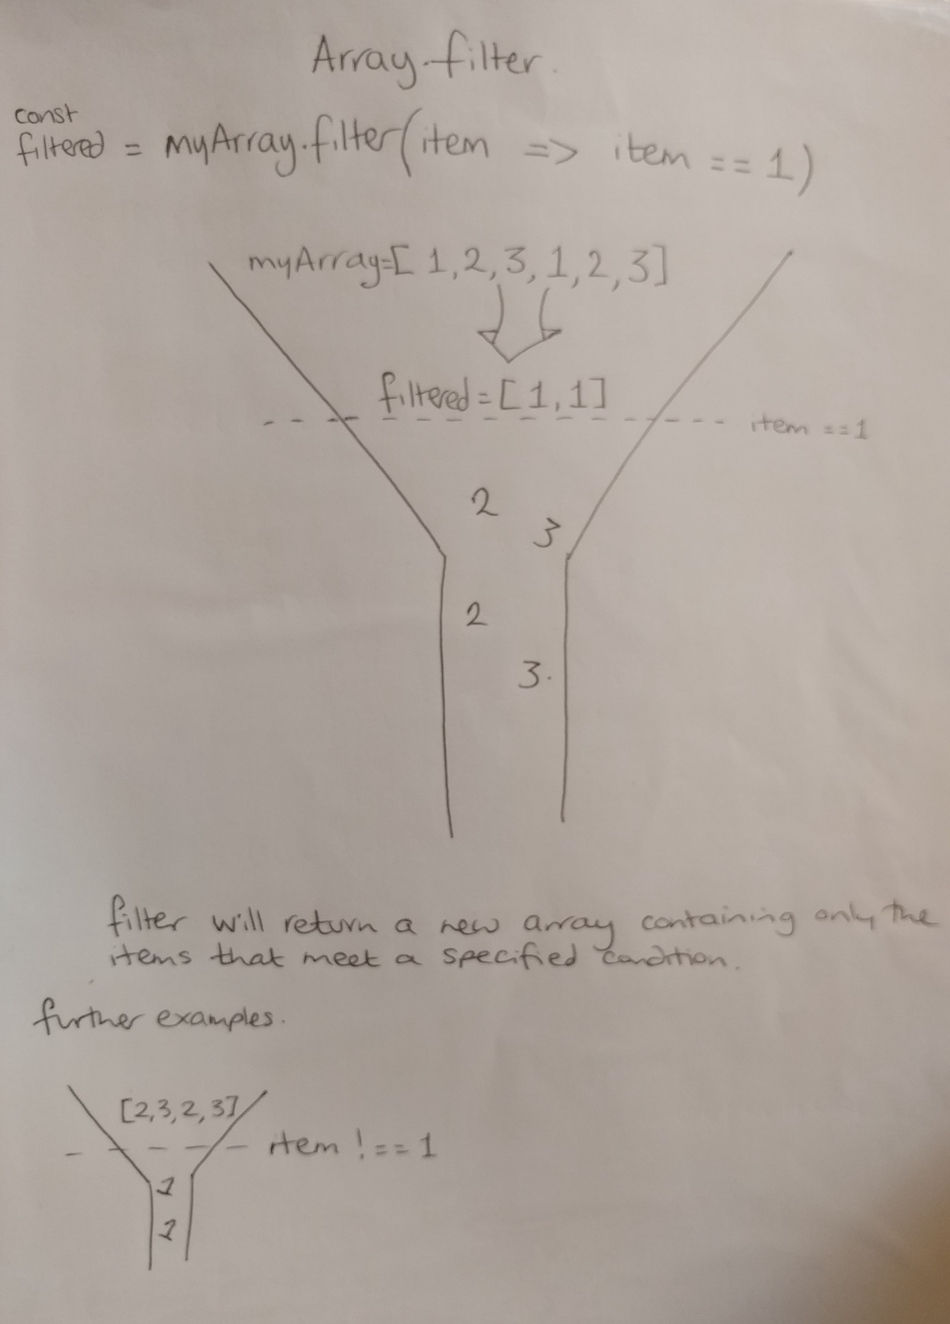 Array.filter.
const
filtered = myArray.filter(item => item == 1)
myArray=[1,2,3,1,2,3]
filtered=[1,1]
item ==1
2
3
2
3.
filter will return a new array containing only the
items that meet a specified condition.
further examples.
[2,3,2,3]
item !== 1
1
1